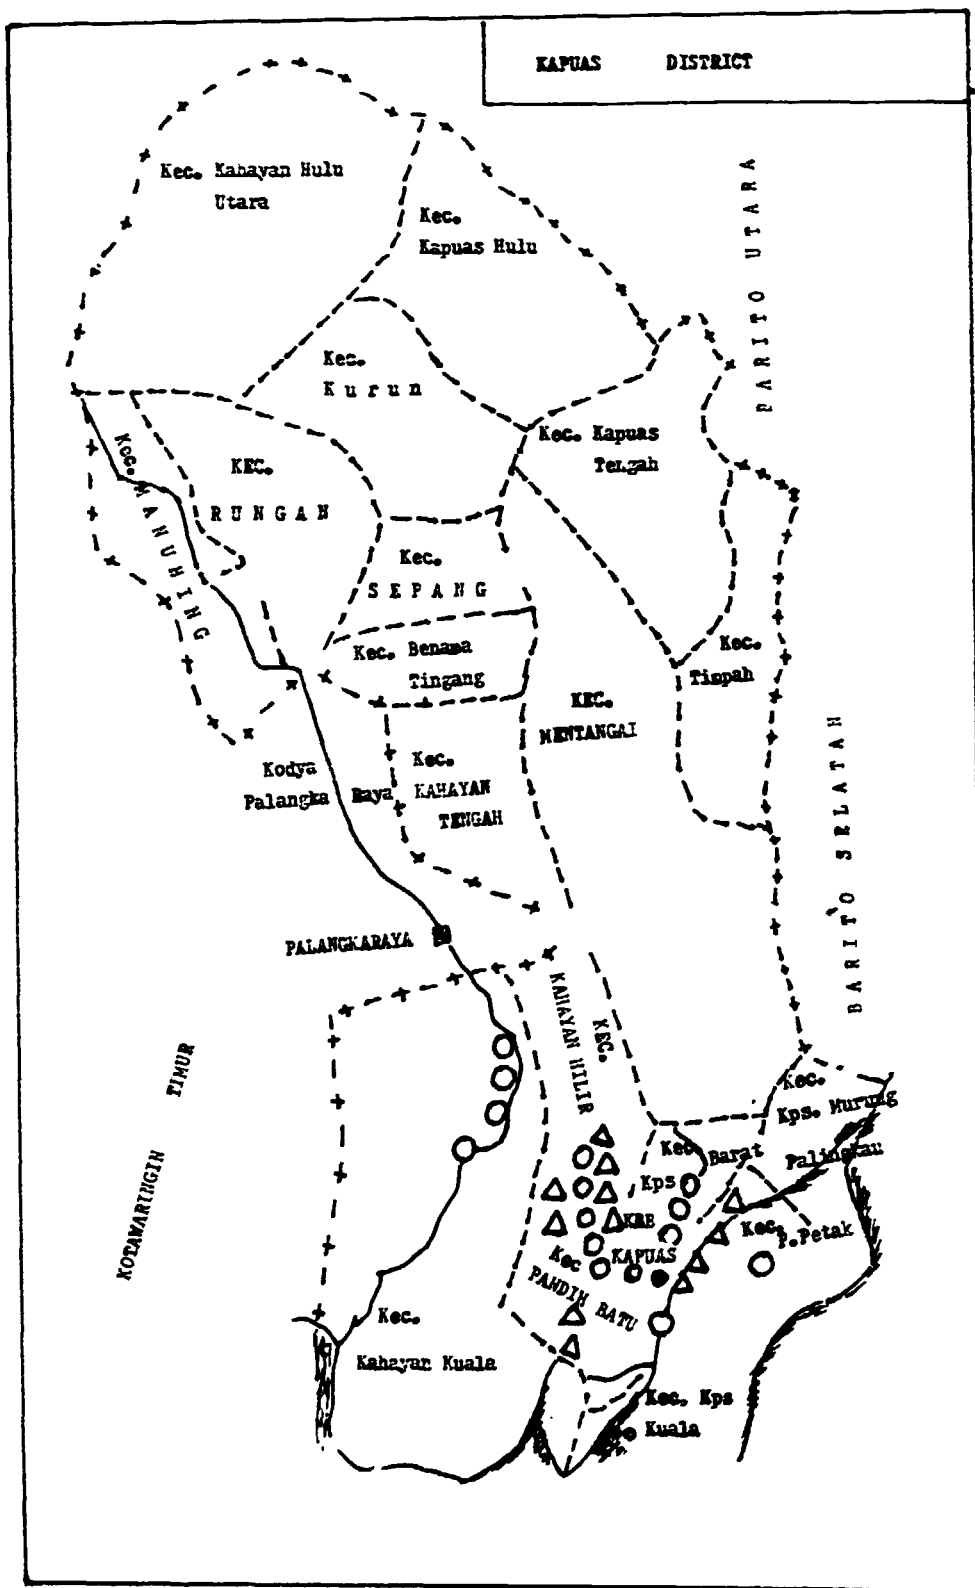 KAPUAS DISTRICT
Kec. Kahayan Hulu
Utara
Kec.
Kapuas Hulu
BARITO UTARA
Kec.
Kurun
Kec. Kapuas
Tengah
Kec. MANUHING
KEC.
RUNGAN
Kec.
SEPANG
Kec. Benama
Tingang
Kec.
Timpah
KEC.
MENTANGAI
Kodya
Palangka Raya
Kec.
KAHAYAN
TENGAH
BARITO SELATAH
PALANGKARAYA
KEC.
KAHAYAN HILIR
KOTAWARINGIN TIMUR
Kec.
Kps. Murung
Palingkau
Kec
Barat
Kps
KEC.
P.Petak
KAPUAS
Kec
PANDIH BATU
Kec.
Kahayan Kuala
Kec. Kps
Kuala